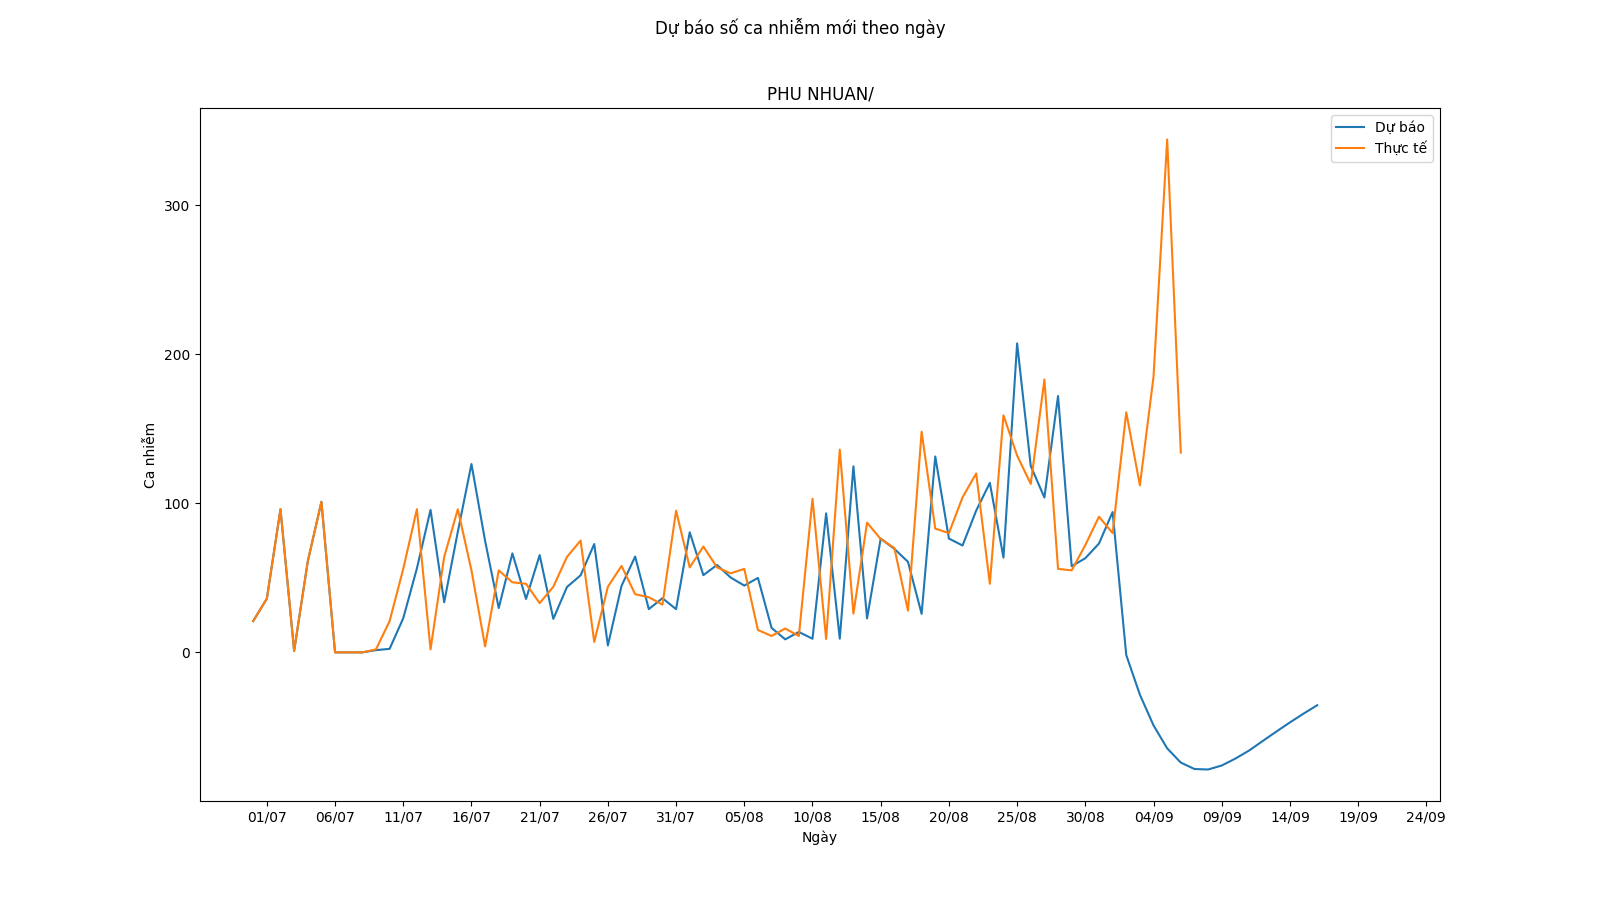 Dự báo số ca nhiễm mới theo ngày
PHU NHUAN/
Dự báo
Thực tế
Ca nhiễm
300
200
100
0
01/07 06/07 11/07 16/07 21/07 26/07 31/07 05/08 10/08 15/08 20/08 25/08 30/08 04/09 09/09 14/09 19/09 24/09
Ngày